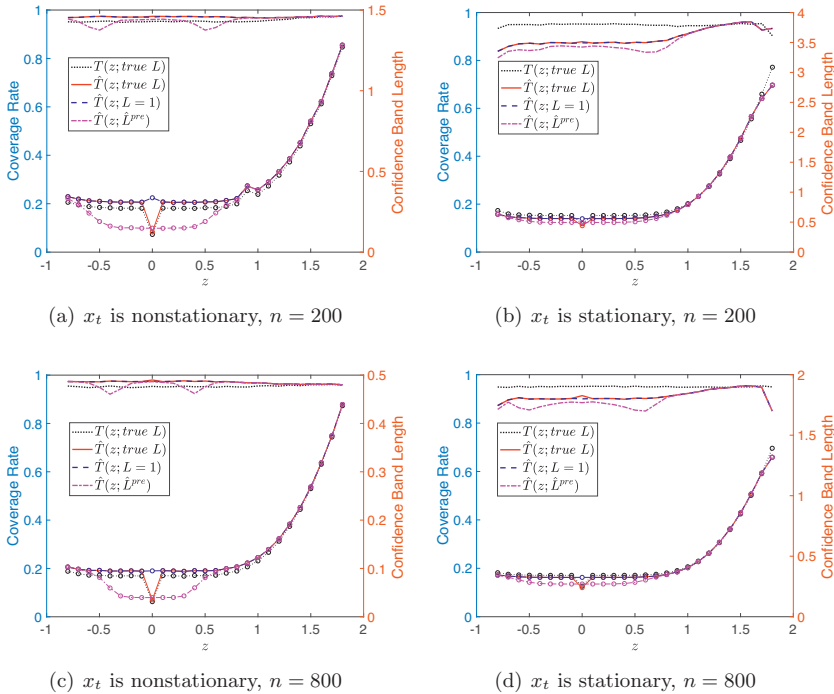 1
0.8
0.6
0.4
0.2
0
Coverage Rate
1.5
1
0.5
0
Confidence Band Length
-1 -0.5 0 0.5 1 1.5 2
z
T(z; true L)
T̂(z; true L)
T̂(z; L = 1)
T̂(z; L̂^pre)
(a) x_t is nonstationary, n = 200
1
0.8
0.6
0.4
0.2
0
Coverage Rate
4
3.5
3
2.5
2
1.5
1
0.5
0
Confidence Band Length
-1 -0.5 0 0.5 1 1.5 2
z
T(z; true L)
T̂(z; true L)
T̂(z; L = 1)
T̂(z; L̂^pre)
(b) x_t is stationary, n = 200
1
0.8
0.6
0.4
0.2
0
Coverage Rate
0.5
0.4
0.3
0.2
0.1
0
Confidence Band Length
-1 -0.5 0 0.5 1 1.5 2
z
T(z; true L)
T̂(z; true L)
T̂(z; L = 1)
T̂(z; L̂^pre)
(c) x_t is nonstationary, n = 800
1
0.8
0.6
0.4
0.2
0
Coverage Rate
2
1.5
1
0.5
0
Confidence Band Length
-1 -0.5 0 0.5 1 1.5 2
z
T(z; true L)
T̂(z; true L)
T̂(z; L = 1)
T̂(z; L̂^pre)
(d) x_t is stationary, n = 800